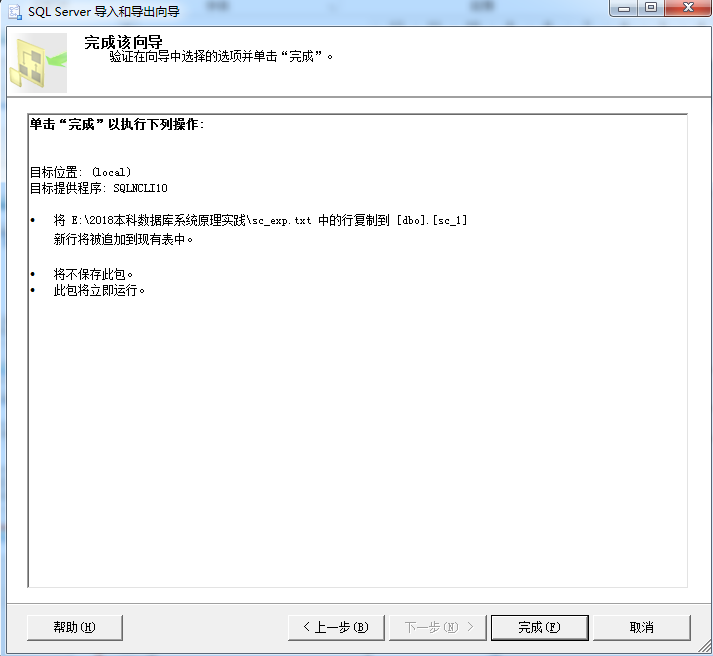 SQL Server 导入和导出向导
完成该向导
验证在向导中选择的选项并单击“完成”。
单击“完成”以执行下列操作:
目标位置: (local)
目标提供程序: SQLNCLI10
• 将 E:\2018本科数据库系统原理实践\sc_exp.txt 中的行复制到 [dbo].[sc_1]
新行将被追加到现有表中。
• 将不保存此包。
• 此包将立即运行。
帮助(H) < 上一步(B) 下一步(N) > 完成(F) 取消